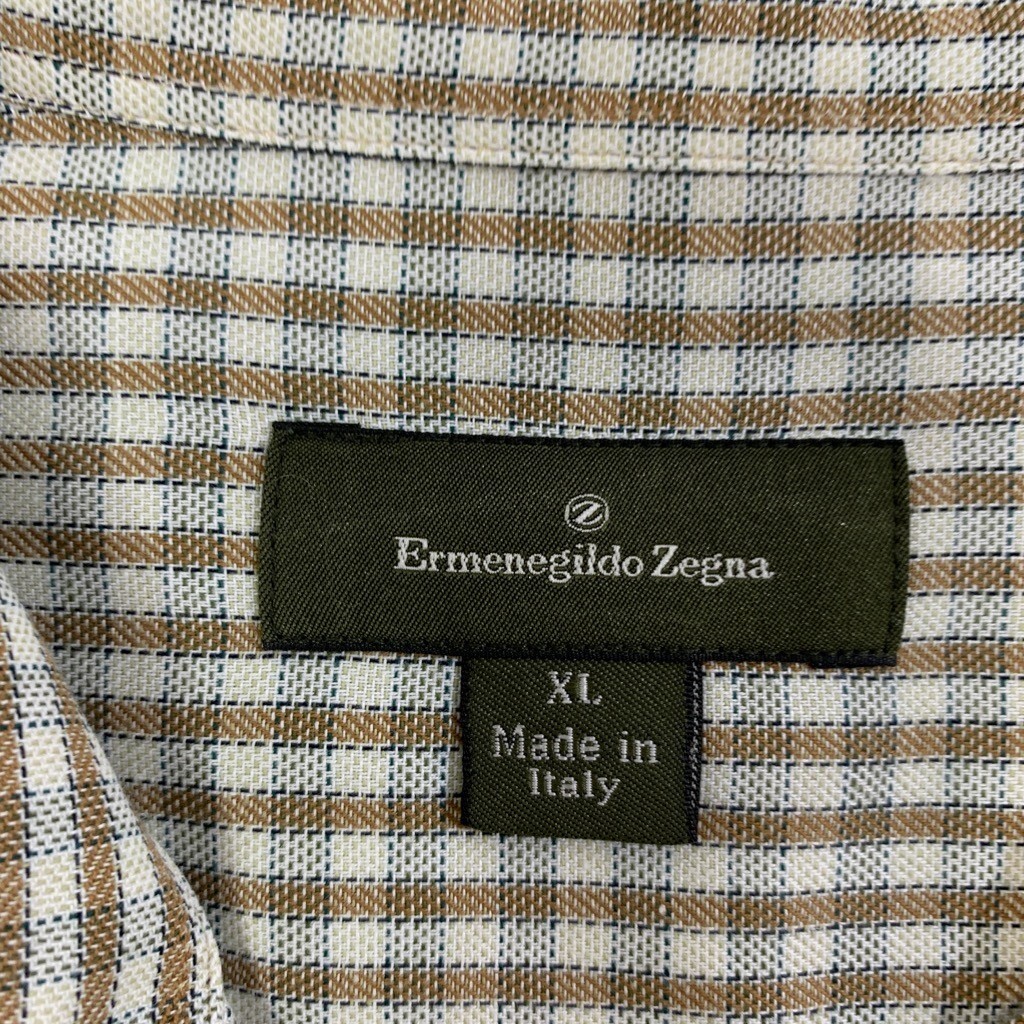 Z
Ermenegildo Zegna
XL
Made in
Italy